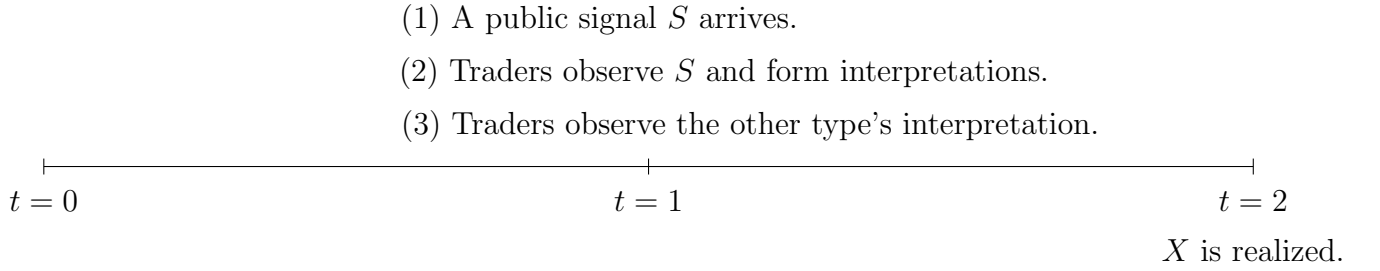 (1) A public signal S arrives.
(2) Traders observe S and form interpretations.
(3) Traders observe the other type's interpretation.
t = 0 t = 1 t = 2
X is realized.